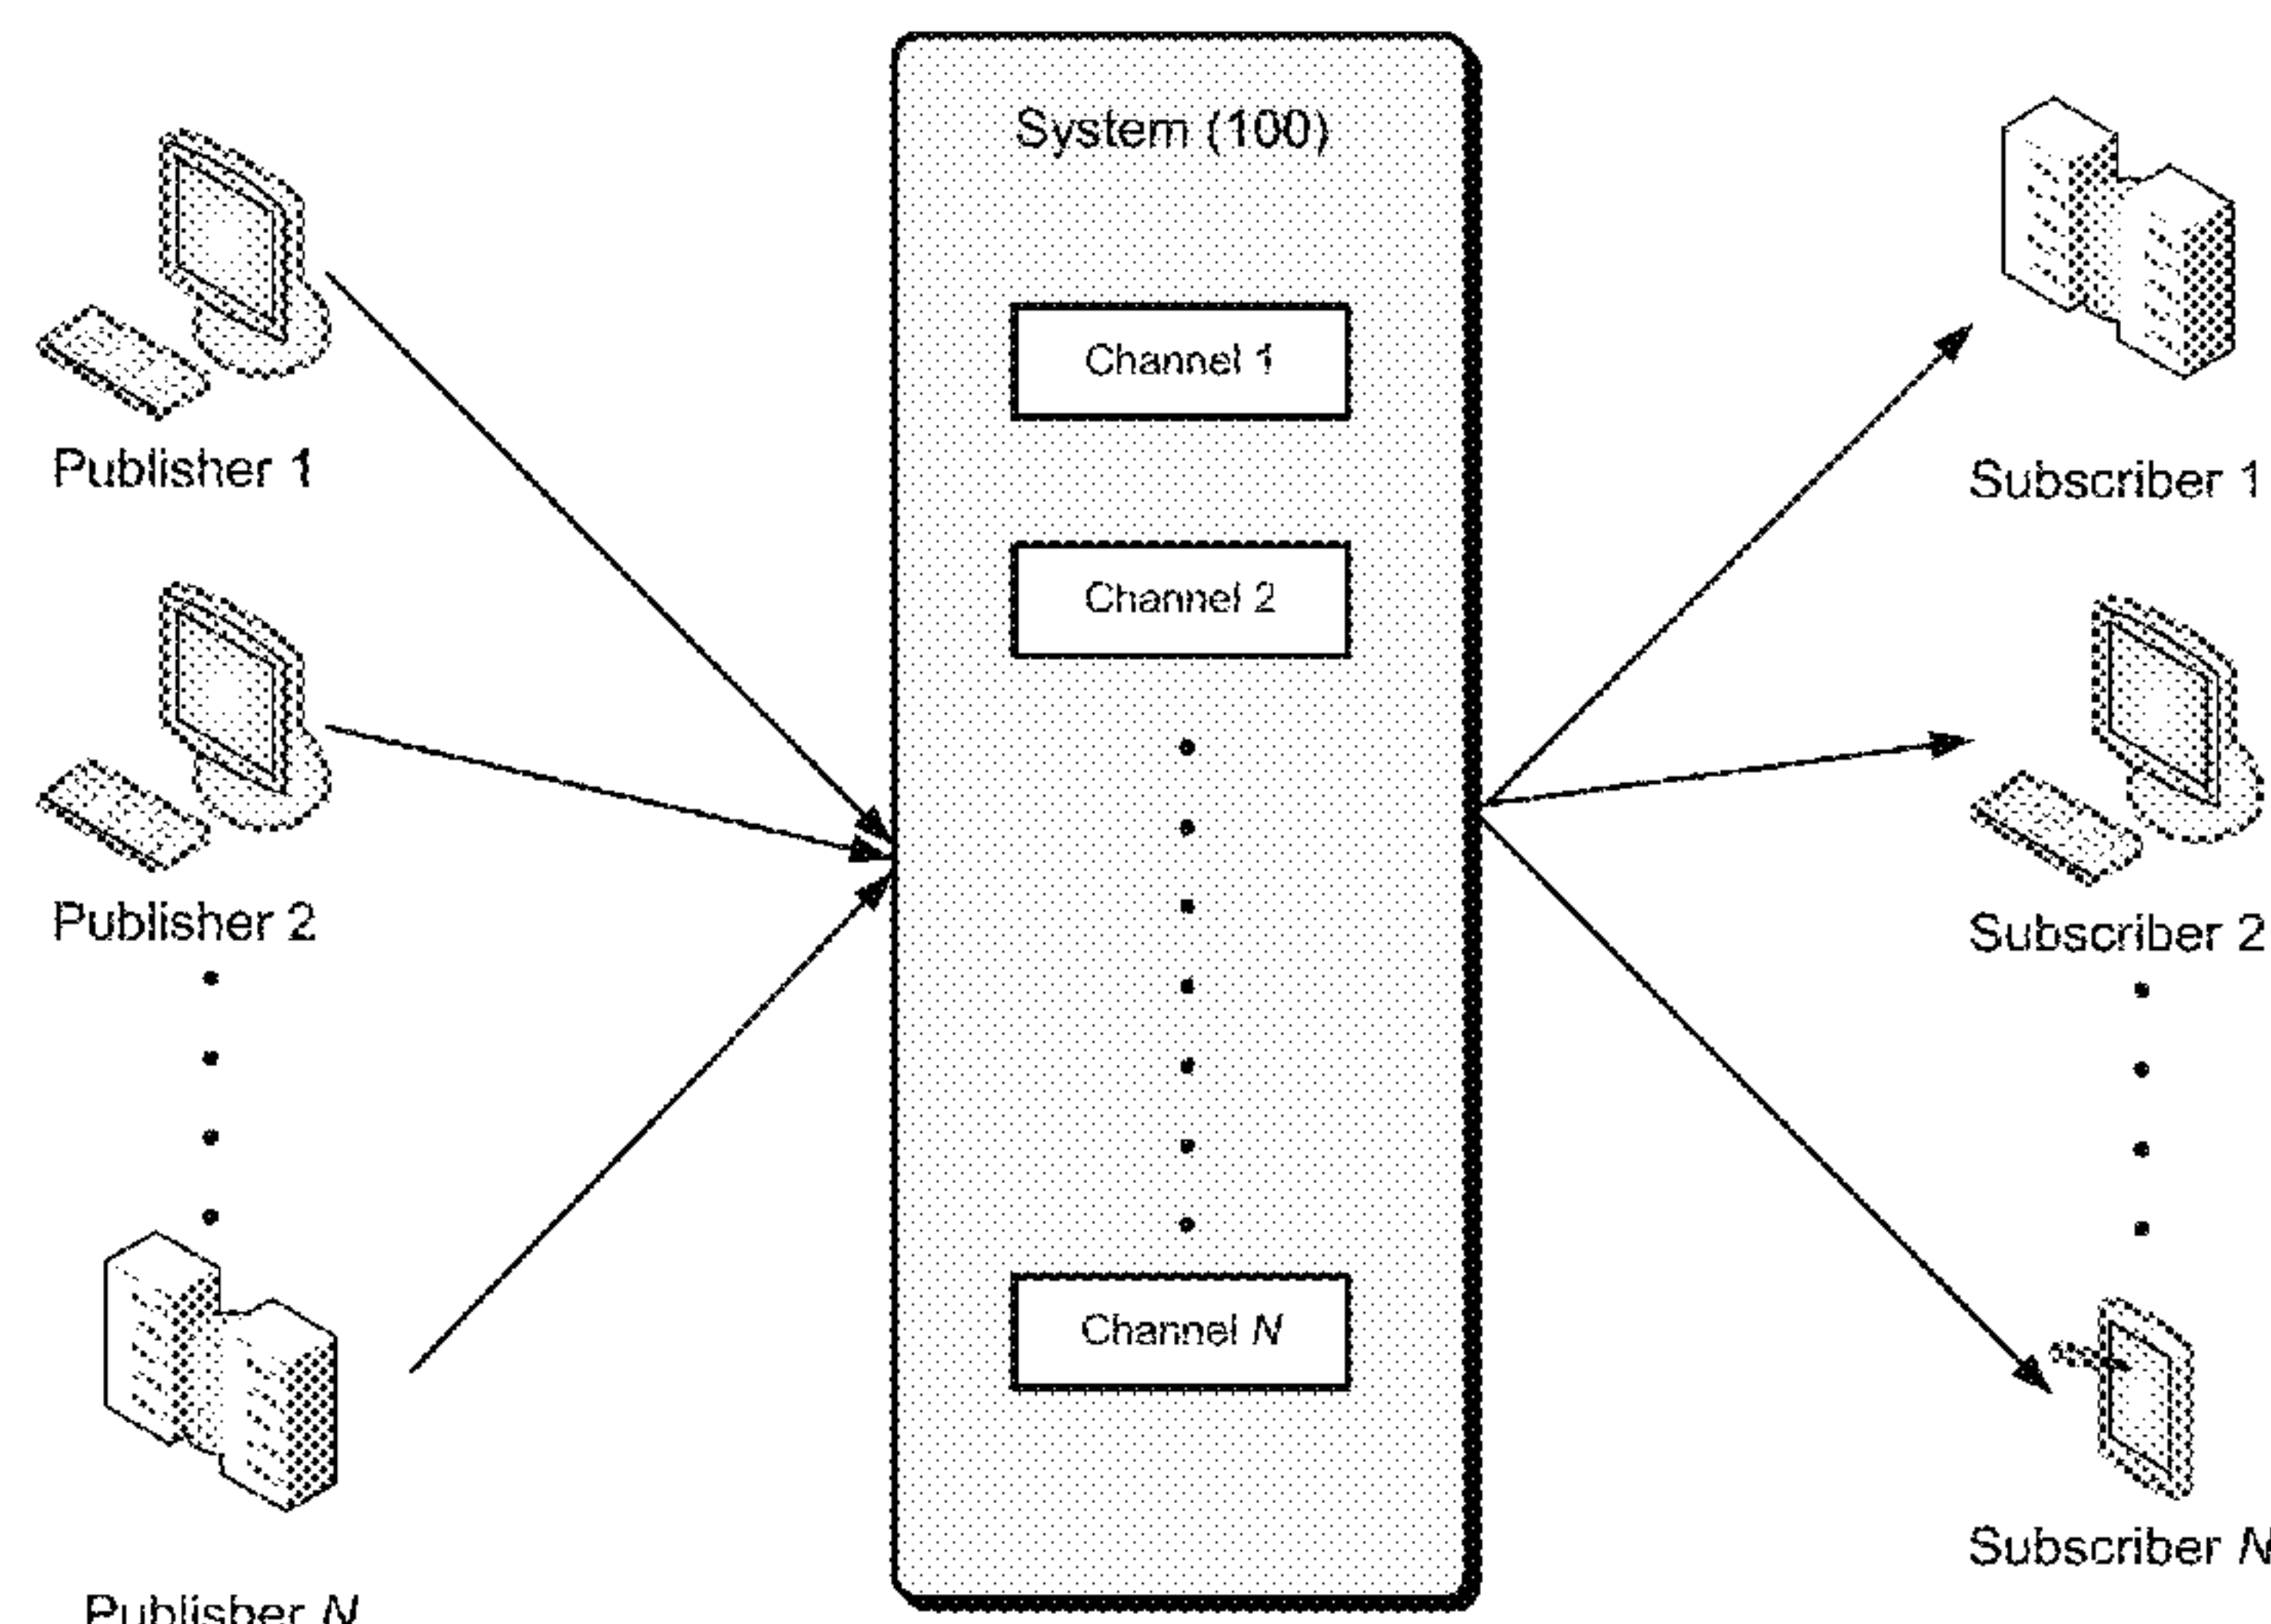 System (100)
Publisher 1
Publisher 2
Publisher N
Channel 1
Channel 2
Channel N
Subscriber 1
Subscriber 2
Subscriber N